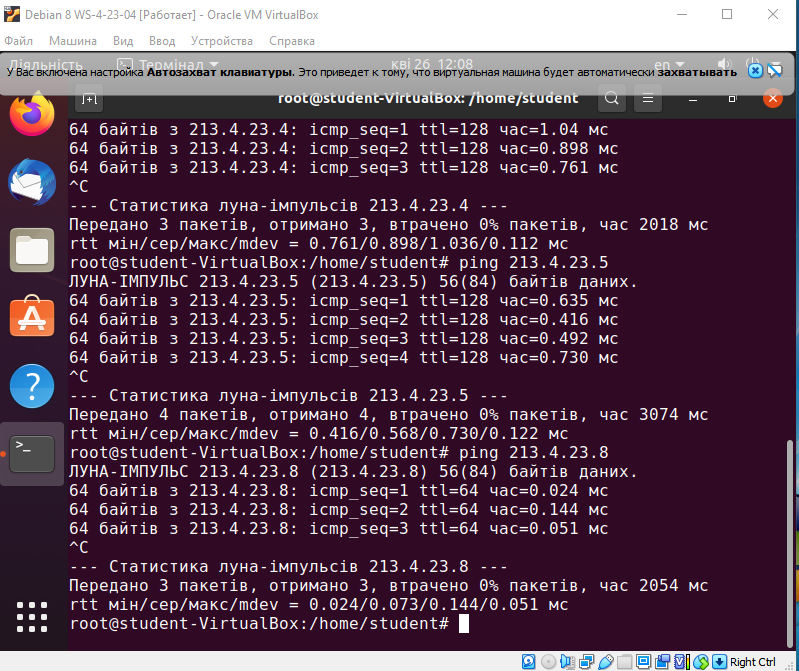 Debian 8 WS-4-23-04 [Работает] - Oracle VM VirtualBox
Файл Машина Вид Ввод Устройства Справка
Діяльність Термінал кві 26 12:08 en
У Вас включена настройка Автозахват клавиатуры. Это приведет к тому, что виртуальная машина будет автоматически захватывать
root@student-VirtualBox: /home/student
64 байтів з 213.4.23.4: icmp_seq=1 ttl=128 час=1.04 мс
64 байтів з 213.4.23.4: icmp_seq=2 ttl=128 час=0.898 мс
64 байтів з 213.4.23.4: icmp_seq=3 ttl=128 час=0.761 мс
^C
--- Статистика луна-імпульсів 213.4.23.4 ---
Передано 3 пакетів, отримано 3, втрачено 0% пакетів, час 2018 мс
rtt мін/сер/макс/mdev = 0.761/0.898/1.036/0.112 мс
root@student-VirtualBox:/home/student# ping 213.4.23.5
ЛУНА-ІМПУЛЬС 213.4.23.5 (213.4.23.5) 56(84) байтів даних.
64 байтів з 213.4.23.5: icmp_seq=1 ttl=128 час=0.635 мс
64 байтів з 213.4.23.5: icmp_seq=2 ttl=128 час=0.416 мс
64 байтів з 213.4.23.5: icmp_seq=3 ttl=128 час=0.492 мс
64 байтів з 213.4.23.5: icmp_seq=4 ttl=128 час=0.730 мс
^C
--- Статистика луна-імпульсів 213.4.23.5 ---
Передано 4 пакетів, отримано 4, втрачено 0% пакетів, час 3074 мс
rtt мін/сер/макс/mdev = 0.416/0.568/0.730/0.122 мс
root@student-VirtualBox:/home/student# ping 213.4.23.8
ЛУНА-ІМПУЛЬС 213.4.23.8 (213.4.23.8) 56(84) байтів даних.
64 байтів з 213.4.23.8: icmp_seq=1 ttl=64 час=0.024 мс
64 байтів з 213.4.23.8: icmp_seq=2 ttl=64 час=0.144 мс
64 байтів з 213.4.23.8: icmp_seq=3 ttl=64 час=0.051 мс
^C
--- Статистика луна-імпульсів 213.4.23.8 ---
Передано 3 пакетів, отримано 3, втрачено 0% пакетів, час 2054 мс
rtt мін/сер/макс/mdev = 0.024/0.073/0.144/0.051 мс
root@student-VirtualBox:/home/student#
Right Ctrl